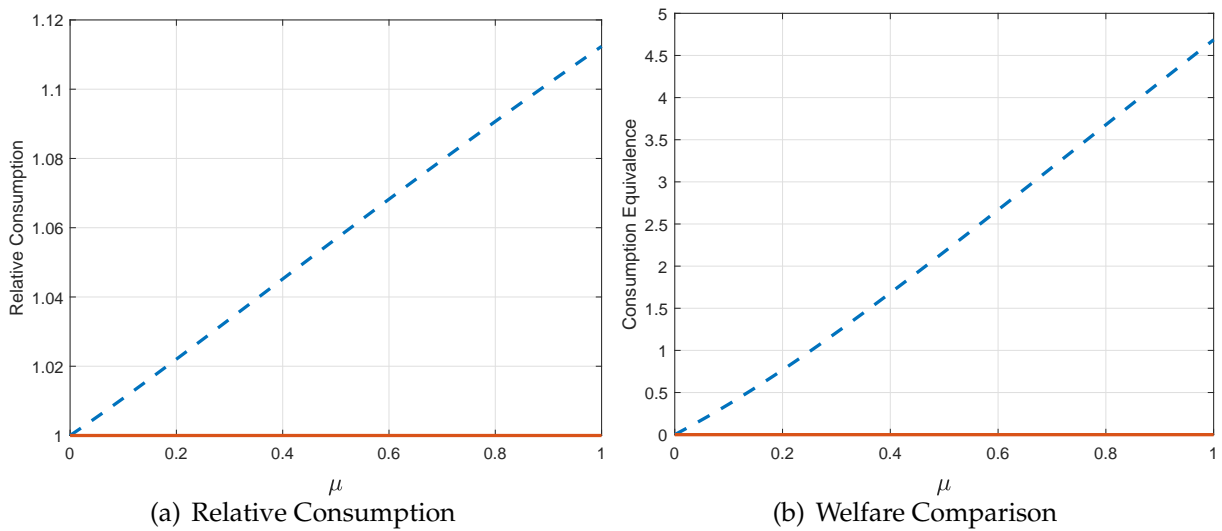 Relative Consumption
1.12
1.1
1.08
1.06
1.04
1.02
1
0 0.2 0.4 0.6 0.8 1
μ
(a) Relative Consumption
Consumption Equivalence
5
4.5
4
3.5
3
2.5
2
1.5
1
0.5
0
0 0.2 0.4 0.6 0.8 1
μ
(b) Welfare Comparison